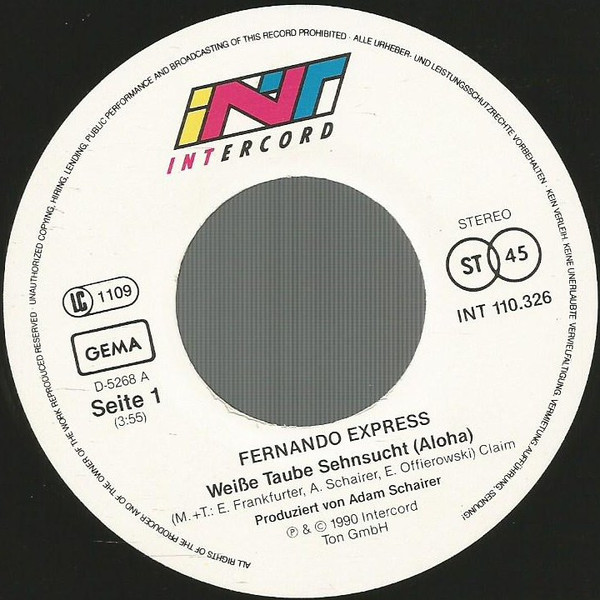 ALL RIGHTS OF THE PRODUCER AND OF THE OWNER OF THE WORK REPRODUCED RESERVED · UNAUTHORIZED COPYING, HIRING, LENDING, PUBLIC PERFORMANCE AND BROADCASTING OF THIS RECORD PROHIBITED · ALLE URHEBER- UND LEISTUNGSSCHUTZRECHTE VORBEHALTEN · KEIN VERLEIH, KEINE UNERLAUBTE VERVIELFÄLTIGUNG, VERMIETUNG, AUFFÜHRUNG, SENDUNG!
INT
INTERCORD
STEREO
ST 45
INT 110.326
LC 1109
GEMA
D-5268 A
Seite 1
(3:55)
FERNANDO EXPRESS
Weiße Taube Sehnsucht (Aloha)
(M.+T.: E. Frankfurter, A. Schairer, E. Offierowski) Claim
Produziert von Adam Schairer
℗ & © 1990 Intercord
Ton GmbH